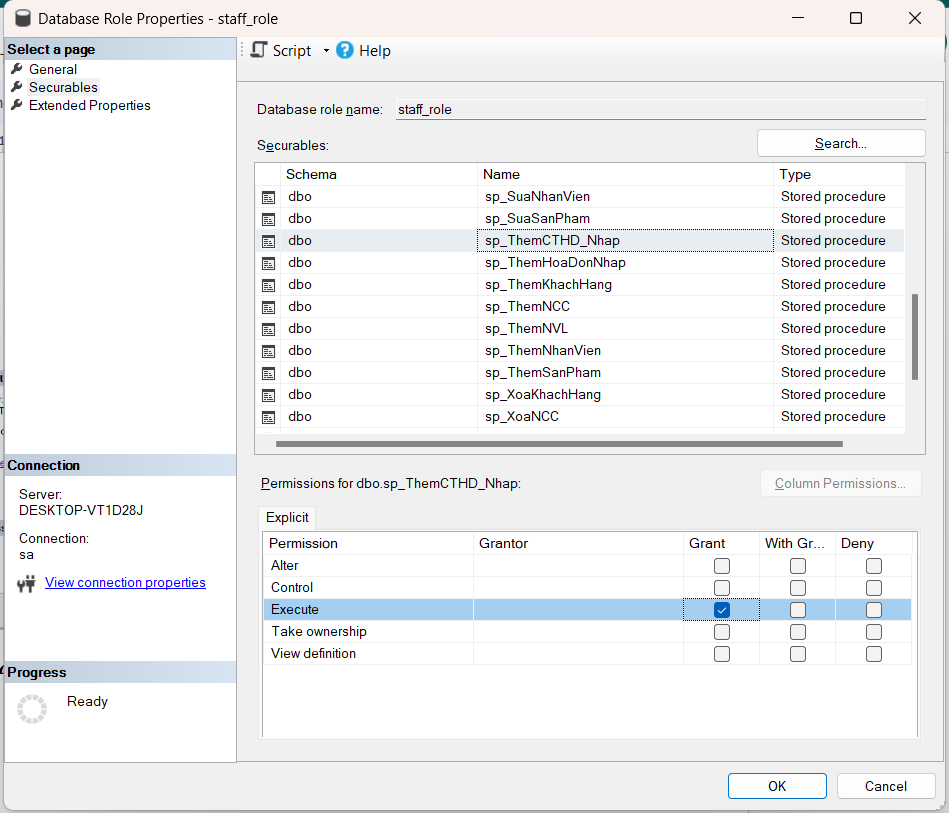 Database Role Properties - staff_role
Select a page
General
Securables
Extended Properties
Script
Help
Database role name: staff_role
Securables:
Search...
Schema Name Type
dbo sp_SuaNhanVien Stored procedure
dbo sp_SuaSanPham Stored procedure
dbo sp_ThemCTHD_Nhap Stored procedure
dbo sp_ThemHoaDonNhap Stored procedure
dbo sp_ThemKhachHang Stored procedure
dbo sp_ThemNCC Stored procedure
dbo sp_ThemNVL Stored procedure
dbo sp_ThemNhanVien Stored procedure
dbo sp_ThemSanPham Stored procedure
dbo sp_XoaKhachHang Stored procedure
dbo sp_XoaNCC Stored procedure
Connection
Server:
DESKTOP-VT1D28J
Connection:
sa
View connection properties
Progress
Ready
Permissions for dbo.sp_ThemCTHD_Nhap:
Column Permissions...
Explicit
Permission Grantor Grant With Gr... Deny
Alter
Control
Execute
Take ownership
View definition
OK
Cancel